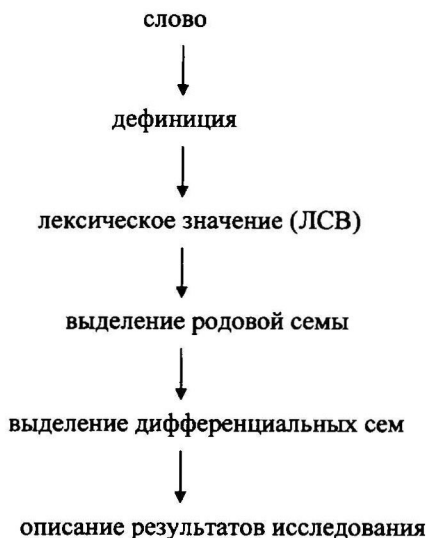 слово
дефиниция
лексическое значение (ЛСВ)
выделение родовой семы
выделение дифференциальных сем
описание результатов исследования